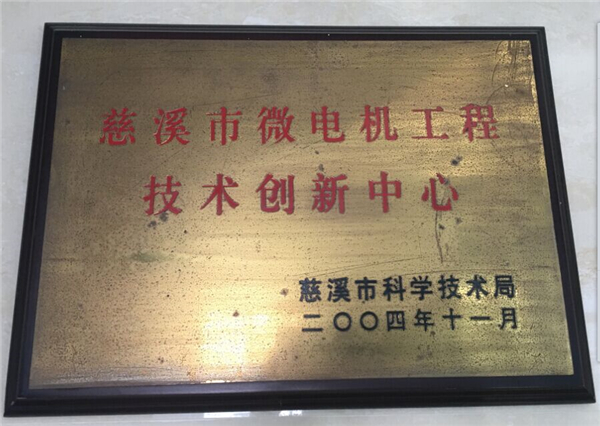 慈溪市微电机工程
技术创新中心
慈溪市科学技术局
二〇〇四年十一月